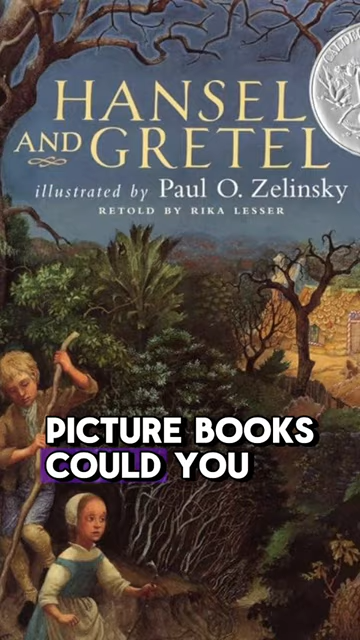 HANSEL
AND GRETEL
illustrated by Paul O. Zelinsky
RETOLD BY RIKA LESSER
PICTURE BOOKS
COULD YOU